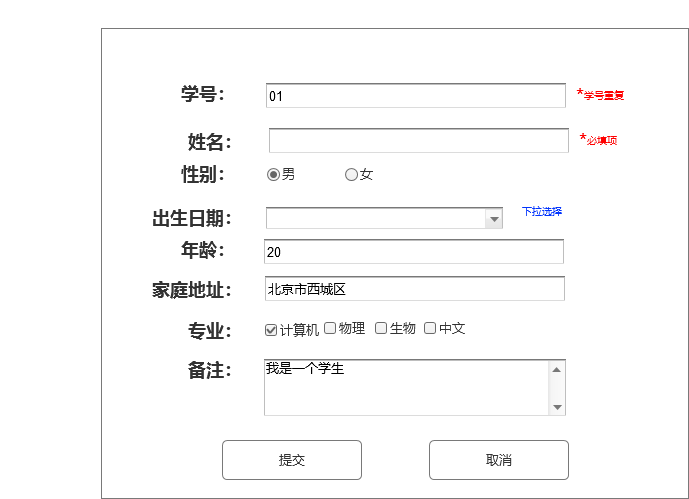 学号： 01 *学号重复
姓名： *必填项
性别： 男 女
出生日期： 下拉选择
年龄： 20
家庭地址： 北京市西城区
专业： 计算机 物理 生物 中文
备注： 我是一个学生
提交 取消